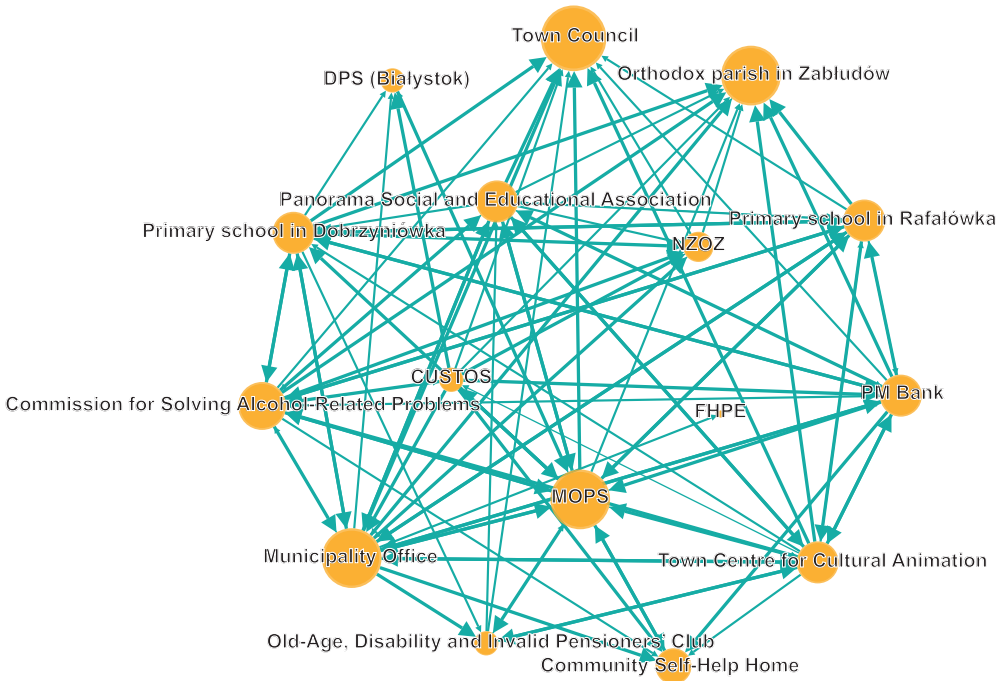 Town Council
Orthodox parish in Zabłudów
DPS (Białystok)
Panorama Social and Educational Association
Primary school in Rafałówka
Primary school in Dobrzyniówka
NZOZ
CUSTOS
PM Bank
Commission for Solving Alcohol-Related Problems
FHPE
MOPS
Municipality Office
Town Centre for Cultural Animation
Old-Age, Disability and Invalid Pensioners' Club
Community Self-Help Home